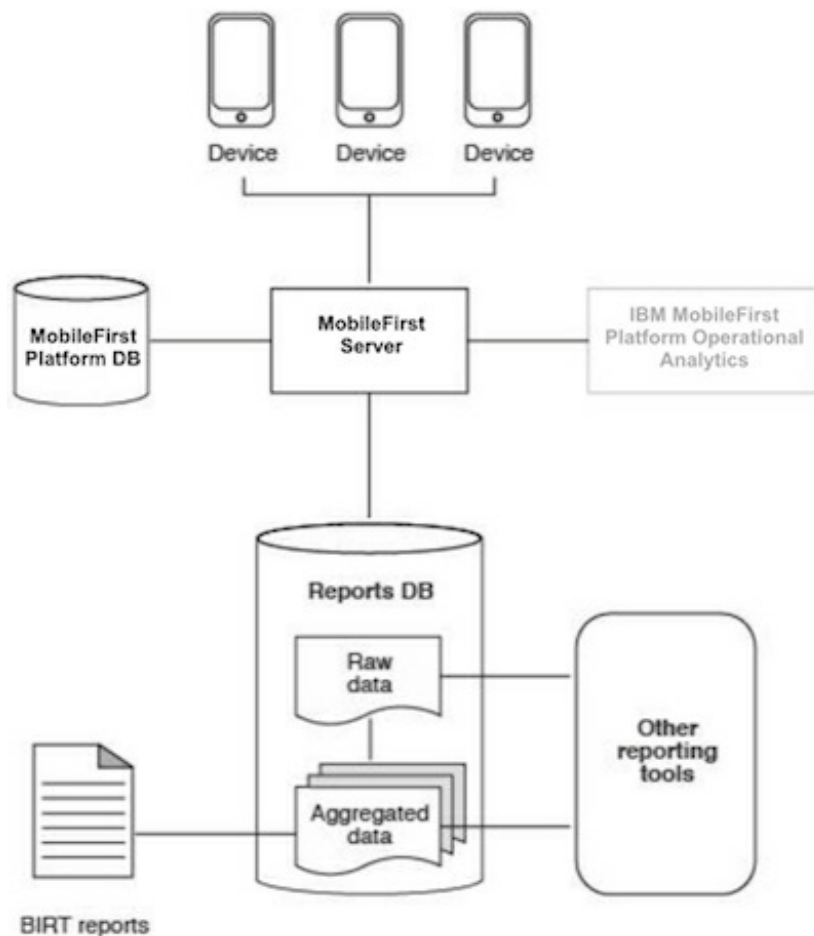 Device
Device
Device
MobileFirst
Platform DB
MobileFirst
Server
IBM MobileFirst
Platform Operational
Analytics
Reports DB
Raw
data
Other
reporting
tools
Aggregated
data
BIRT reports